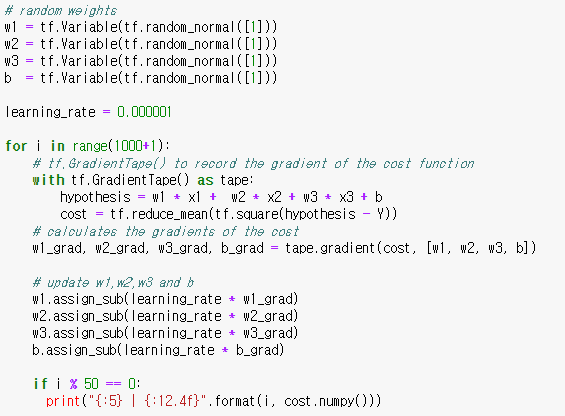 # random weights
w1 = tf.Variable(tf.random_normal([1]))
w2 = tf.Variable(tf.random_normal([1]))
w3 = tf.Variable(tf.random_normal([1]))
b  = tf.Variable(tf.random_normal([1]))

learning_rate = 0.000001

for i in range(1000+1):
    # tf.GradientTape() to record the gradient of the cost function
    with tf.GradientTape() as tape:
        hypothesis = w1 * x1 +  w2 * x2 + w3 * x3 + b
        cost = tf.reduce_mean(tf.square(hypothesis - Y))
    # calculates the gradients of the cost
    w1_grad, w2_grad, w3_grad, b_grad = tape.gradient(cost, [w1, w2, w3, b])

    # update w1,w2,w3 and b
    w1.assign_sub(learning_rate * w1_grad)
    w2.assign_sub(learning_rate * w2_grad)
    w3.assign_sub(learning_rate * w3_grad)
    b.assign_sub(learning_rate * b_grad)

    if i % 50 == 0:
      print("{:5} | {:12.4f}".format(i, cost.numpy()))